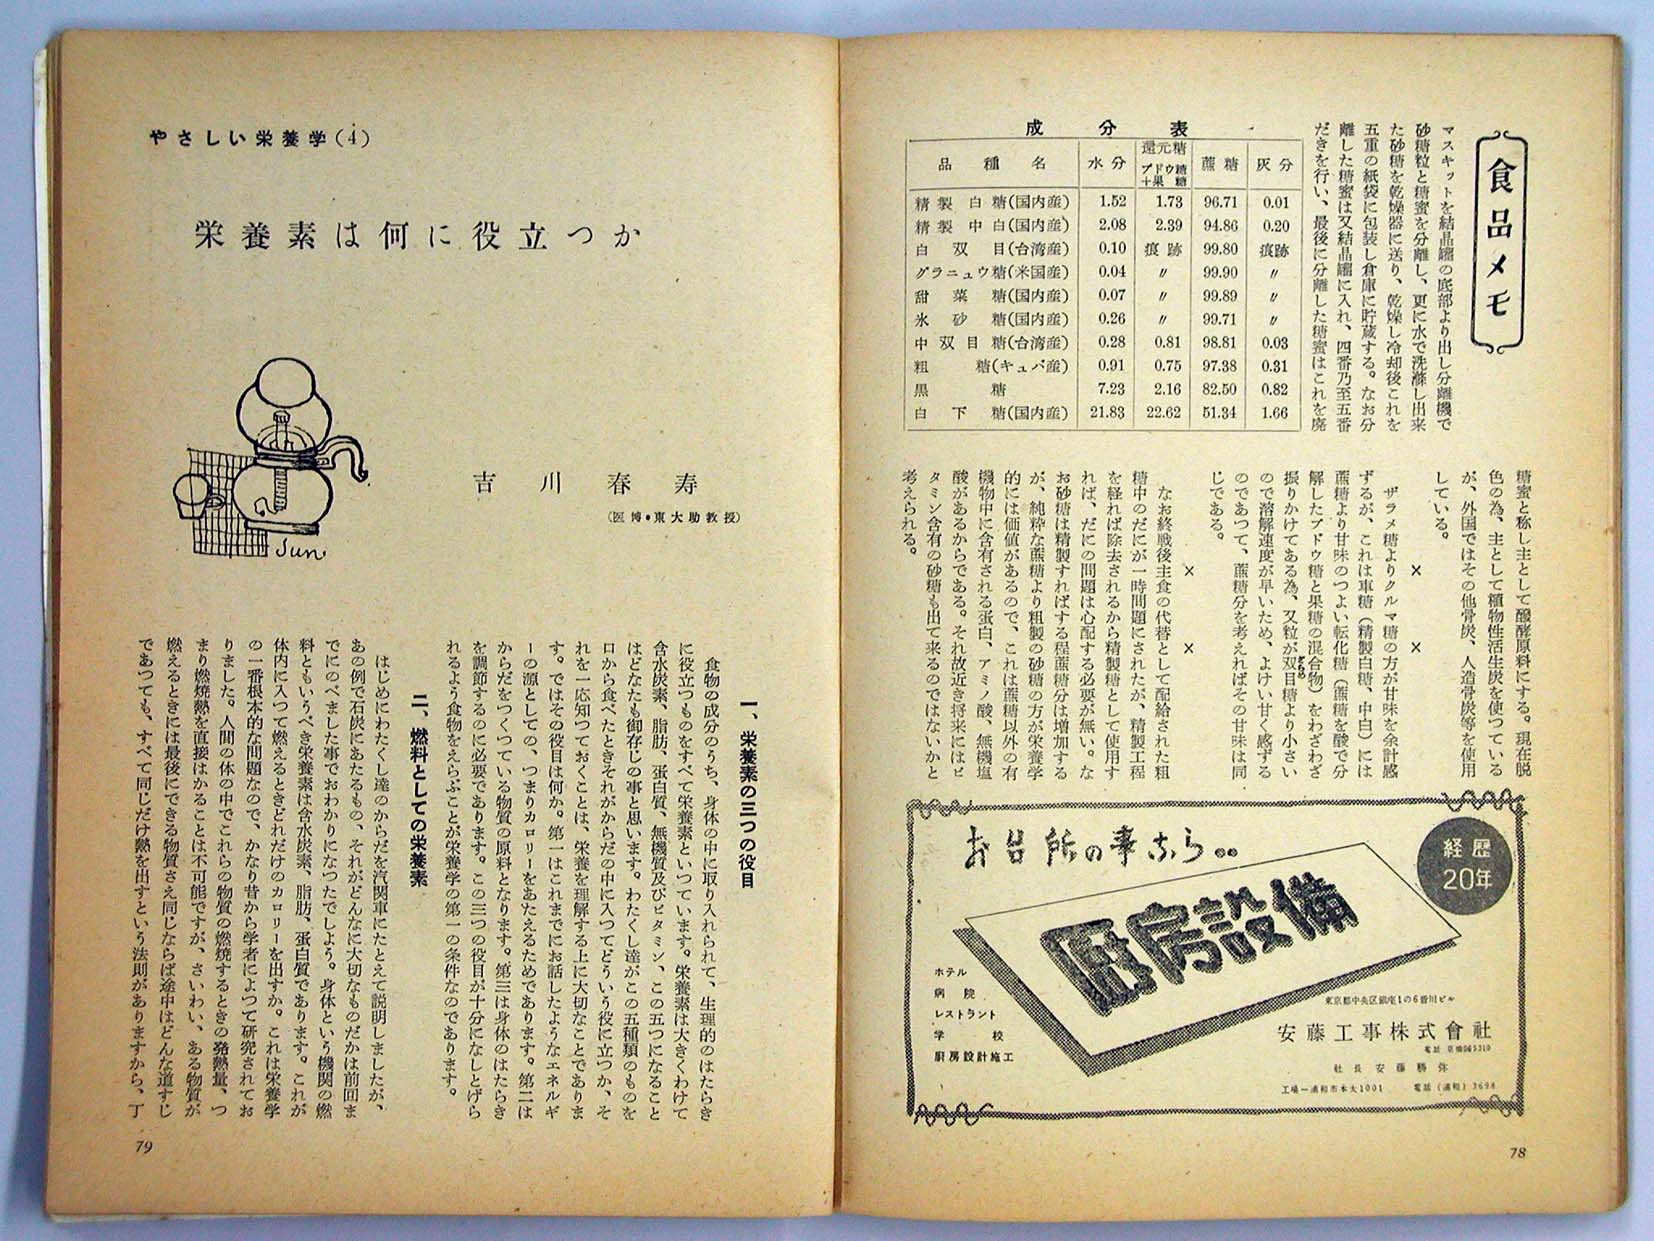 食品メモ
マスキットを結晶罐の底部より出し分離機で
砂糖粒と糖蜜を分離し、更に水で洗滌し出来
た砂糖を乾燥器に送り、乾燥し冷却後これを
五重の紙袋に包装し倉庫に貯蔵する。なお分
離した糖蜜は又結晶罐に入れ、四番乃至五番
だきを行い、最後に分離した糖蜜はこれを廃
成分表
品種名 水分 還元糖 ブドウ糖+果糖 蔗糖 灰分
精製白糖(国内産) 1.52 1.73 96.71 0.01
精製中白(国内産) 2.08 2.39 94.86 0.20
白双目(台湾産) 0.10 痕跡 99.80 痕跡
グラニュウ糖(米国産) 0.04 〃 99.90 〃
甜菜糖(国内産) 0.07 〃 99.89 〃
氷砂糖(国内産) 0.26 〃 99.71 〃
中双目糖(台湾産) 0.28 0.81 98.81 0.03
粗糖(キュバ産) 0.91 0.75 97.38 0.31
黒糖 7.23 2.16 82.50 0.82
白下糖(国内産) 21.83 22.62 51.34 1.66
糖蜜と称し主として醱酵原料にする。現在脱
色の為、主として植物性活生炭を使つている
が、外国ではその他骨炭、人造骨炭等を使用
している。
× ×
ザラメ糖よりクルマ糖の方が甘味を余計感
ずるが、これは車糖(精製白糖、中白)には
蔗糖より甘味のつよい転化糖(蔗糖を酸で分
解したブドウ糖と果糖の混合物)をわざわざ
振りかけてある為、又粒が双目糖より小さい
ので溶解速度が早いため、よけい甘く感ずる
のであつて、蔗糖分を考えればその甘味は同
じである。
× ×
なお終戦後主食の代替として配給された粗
糖中のだにが一時問題にされたが、精製工程
を経れば除去されるから精製糖として使用す
れば、だにの問題は心配する必要が無い。な
お砂糖は精製すればする程蔗糖分は増加する
が、純粋な蔗糖より粗製の砂糖の方が栄養学
的には価値があるので、これは蔗糖以外の有
機物中に含有される蛋白、アミノ酸、無機塩
酸があるからである。それ故近き将来にはビ
タミン含有の砂糖も出て来るのではないかと
考えられる。
経歴
20年
お台所の事なら‥
厨房設備
ホテル
病院
レストラント
学校
厨房設計施工
東京都中央区銀座1の6皆川ビル
安藤工事株式會社
社長 安藤勝弥
工場—浦和市本太1001 電話(浦和)3698
78
やさしい栄養学(4)
栄養素は何に役立つか
吉川春寿
(医博・東大助教授)
Sun
一、栄養素の三つの役目
食物の成分のうち、身体の中に取り入れられて、生理的のはたらき
に役立つものをすべて栄養素といつています。栄養素は大きくわけて
含水炭素、脂肪、蛋白質、無機質及びビタミン、この五つになること
はどなたも御存じの事と思います。わたくし達がこの五種類のものを
口から食べたときそれがからだの中に入つてどういう役に立つか、そ
れを一応知つておくことは、栄養を理解する上に大切なことでありま
す。ではその役目は何か。第一はこれまでにお話したようなエネルギ
ーの源としての、つまりカロリーをあたえるためであります。第二は
からだをつくつている物質の原料となります。第三は身体のはたらき
を調節するのに必要であります。この三つの役目が十分になしとげら
れるよう食物をえらぶことが栄養学の第一の条件なのであります。
二、燃料としての栄養素
はじめにわたくし達のからだを汽関車にたとえて説明しましたが、
あの例で石炭にあたるもの、それがどんなに大切なものだかは前回ま
でにのべました事でおわかりになつたでしよう。身体という機関の燃
料ともいうべき栄養素は含水炭素、脂肪、蛋白質であります。これが
体内に入つて燃えるときどれだけのカロリーを出すか。これは栄養学
の一番根本的な問題なので、かなり昔から学者によつて研究されてお
りました。人間の体の中でこれらの物質の燃焼するときの発熱量、つ
まり燃焼熱を直接はかることは不可能ですが、さいわい、ある物質が
燃えるときには最後にできる物質さえ同じならば途中はどんな道すじ
であつても、すべて同じだけ熱を出すという法則がありますから、丁
79